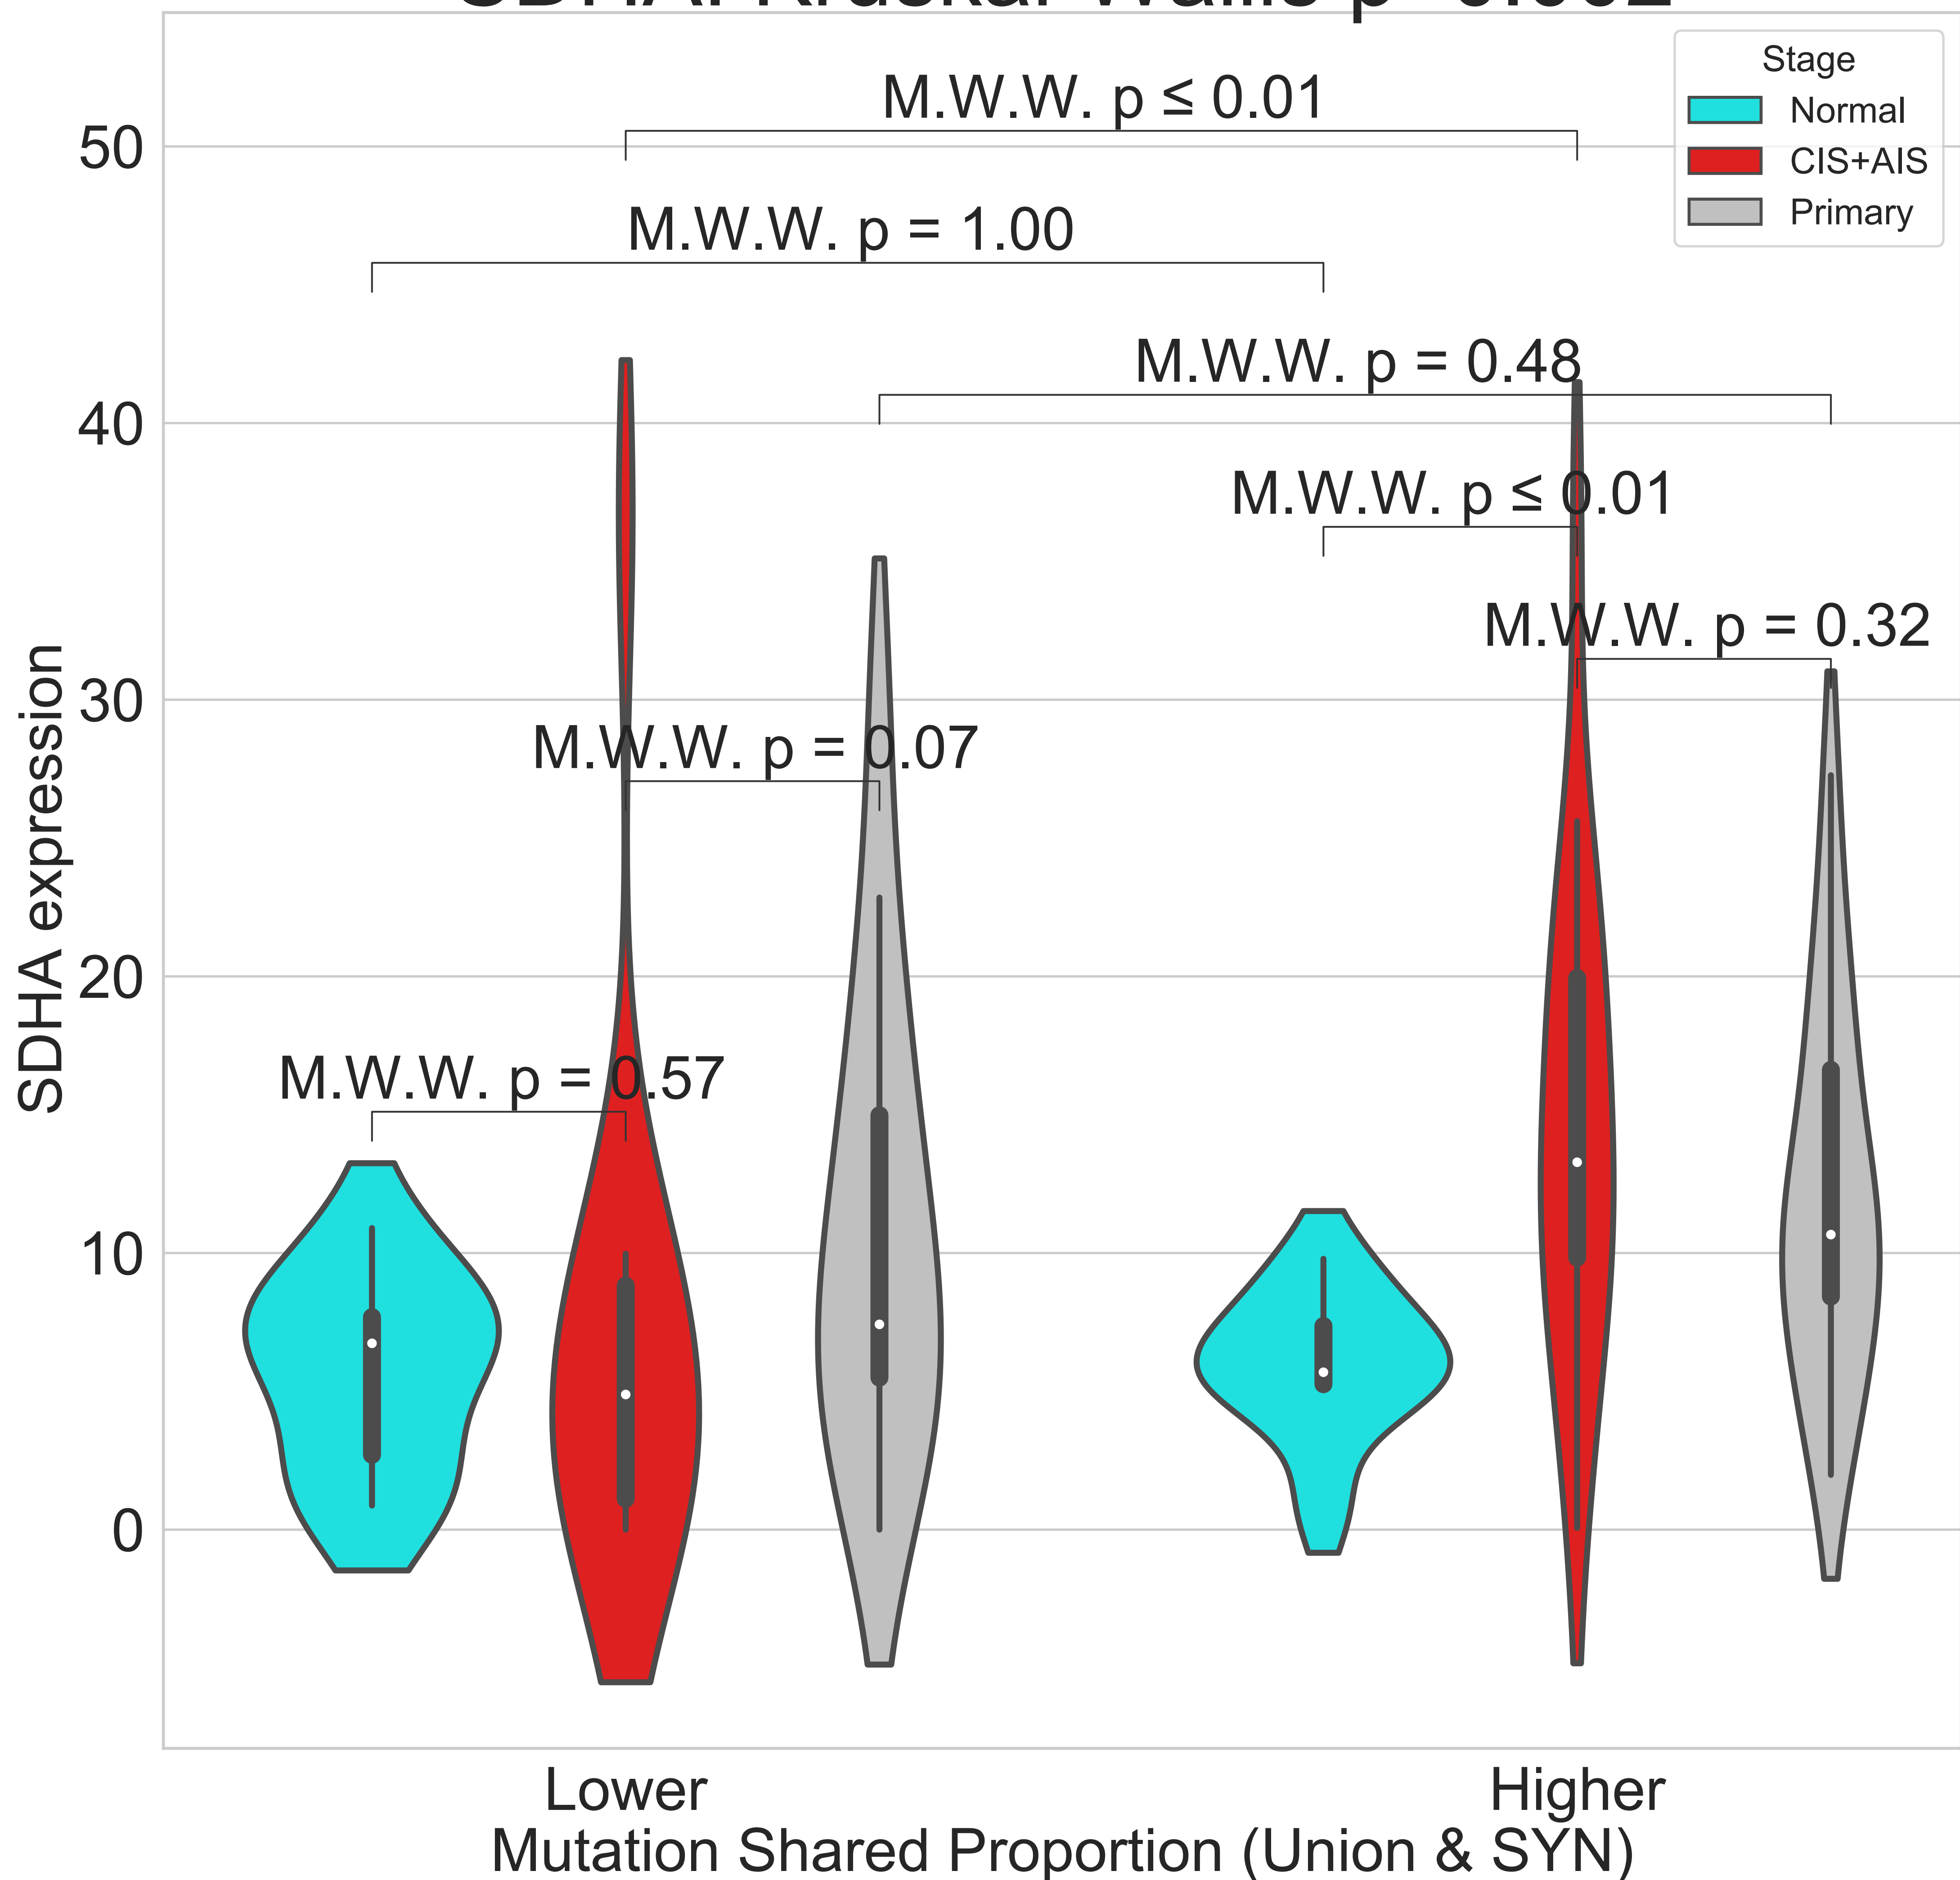 Stage
Normal
CIS+AIS
Primary
M.W.W. p ≤ 0.01
M.W.W. p = 1.00
M.W.W. p = 0.48
M.W.W. p ≤ 0.01
M.W.W. p = 0.32
M.W.W. p = 0.07
M.W.W. p = 0.57
50
40
30
20
10
0
SDHA expression
Lower
Higher
Mutation Shared Proportion (Union & SYN)